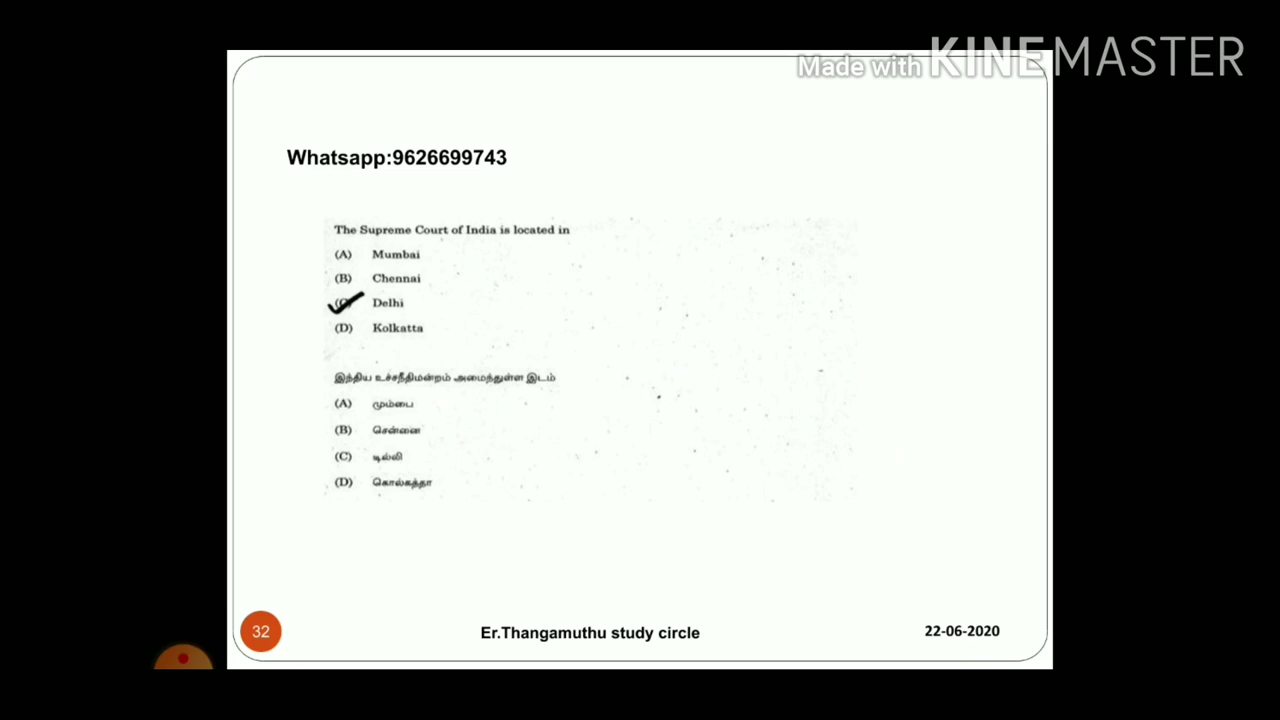 Made with KINEMASTER
Whatsapp:9626699743
The Supreme Court of India is located in
(A) Mumbai
(B) Chennai
(C) Delhi
(D) Kolkatta
இந்திய உச்சநீதிமன்றம் அமைந்துள்ள இடம்
(A) மும்பை
(B) சென்னை
(C) டில்லி
(D) கொல்கத்தா
32
Er.Thangamuthu study circle
22-06-2020